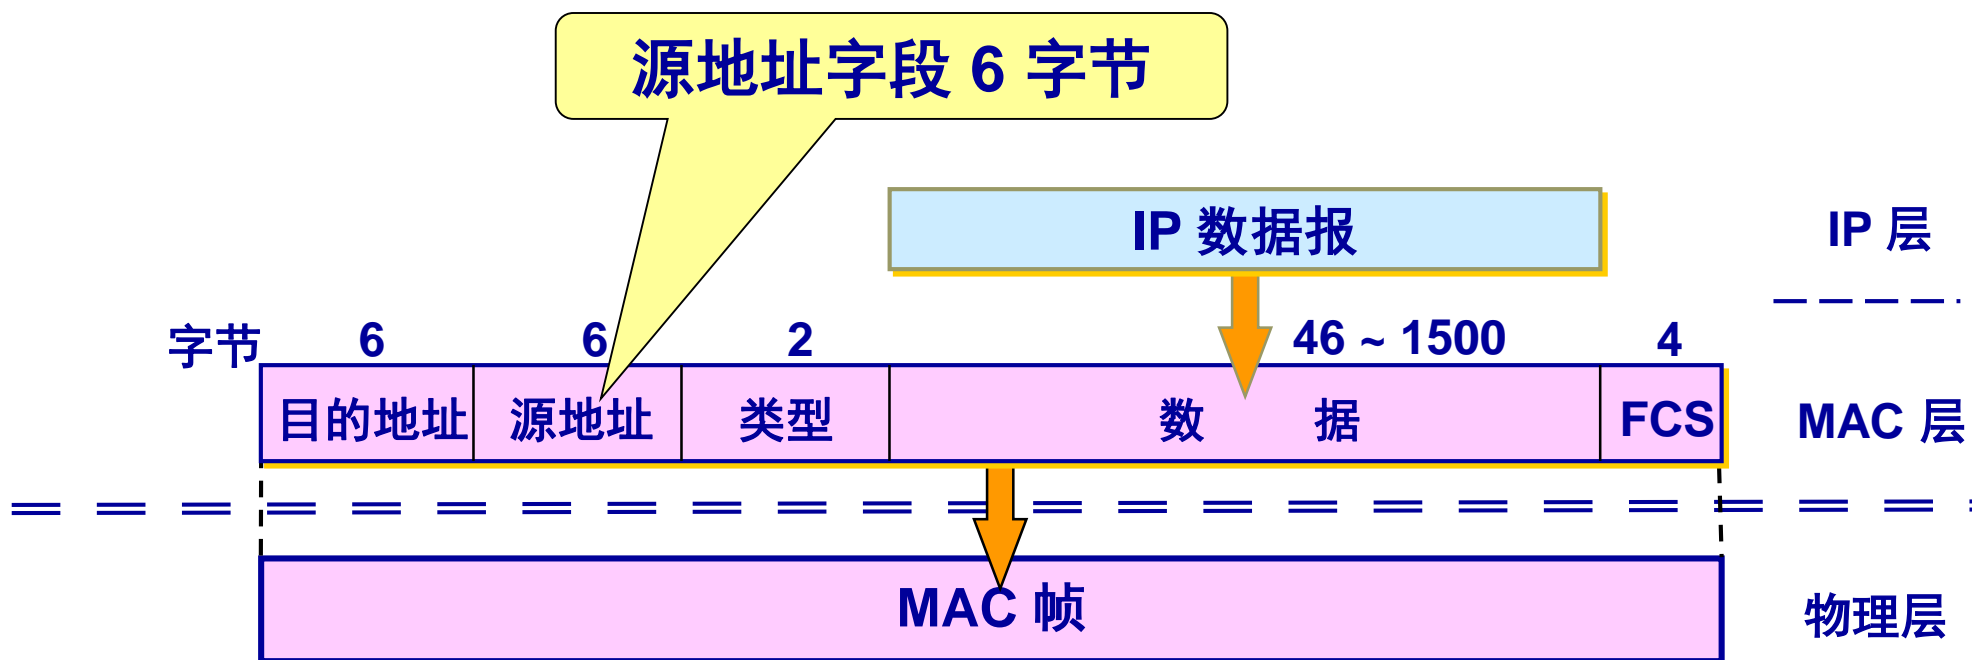 源地址字段 6 字节
IP 数据报
IP 层
字节 6 6 2 46 ~ 1500 4
目的地址 源地址 类型 数 据 FCS
MAC 层
MAC 帧
物理层